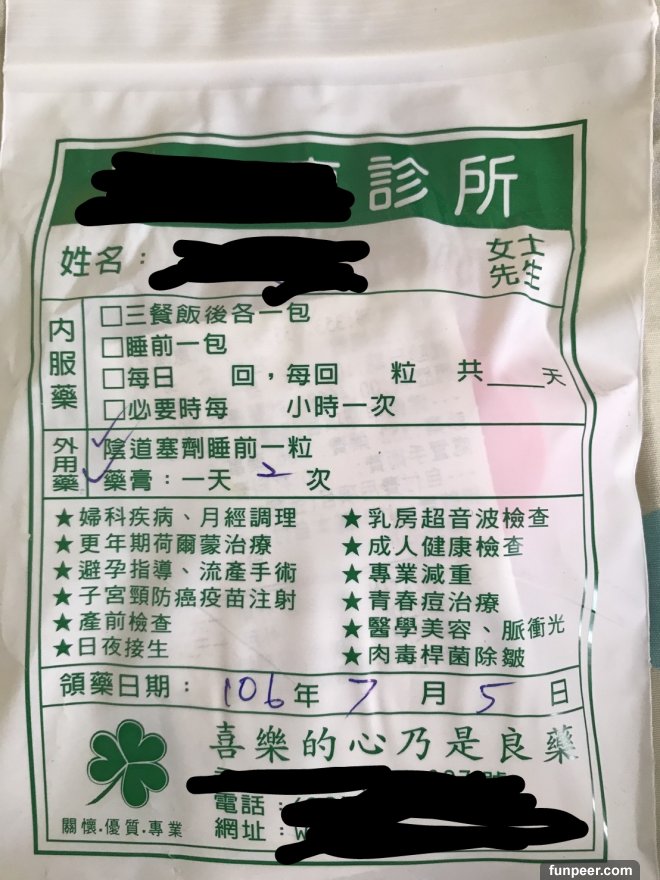 診所
姓名：
女士
先生
內服藥
□三餐飯後各一包
□睡前一包
□每日 回，每回 粒 共____天
□必要時每 小時一次
外用藥
陰道塞劑睡前一粒
藥膏：一天 2 次
★婦科疾病、月經調理
★更年期荷爾蒙治療
★避孕指導、流產手術
★子宮頸防癌疫苗注射
★產前檢查
★日夜接生
★乳房超音波檢查
★成人健康檢查
★專業減重
★青春痘治療
★醫學美容、脈衝光
★肉毒桿菌除皺
領藥日期：106年 7 月 5 日
喜樂的心乃是良藥
電話：
網址：
關懷.優質.專業
funpeer.com